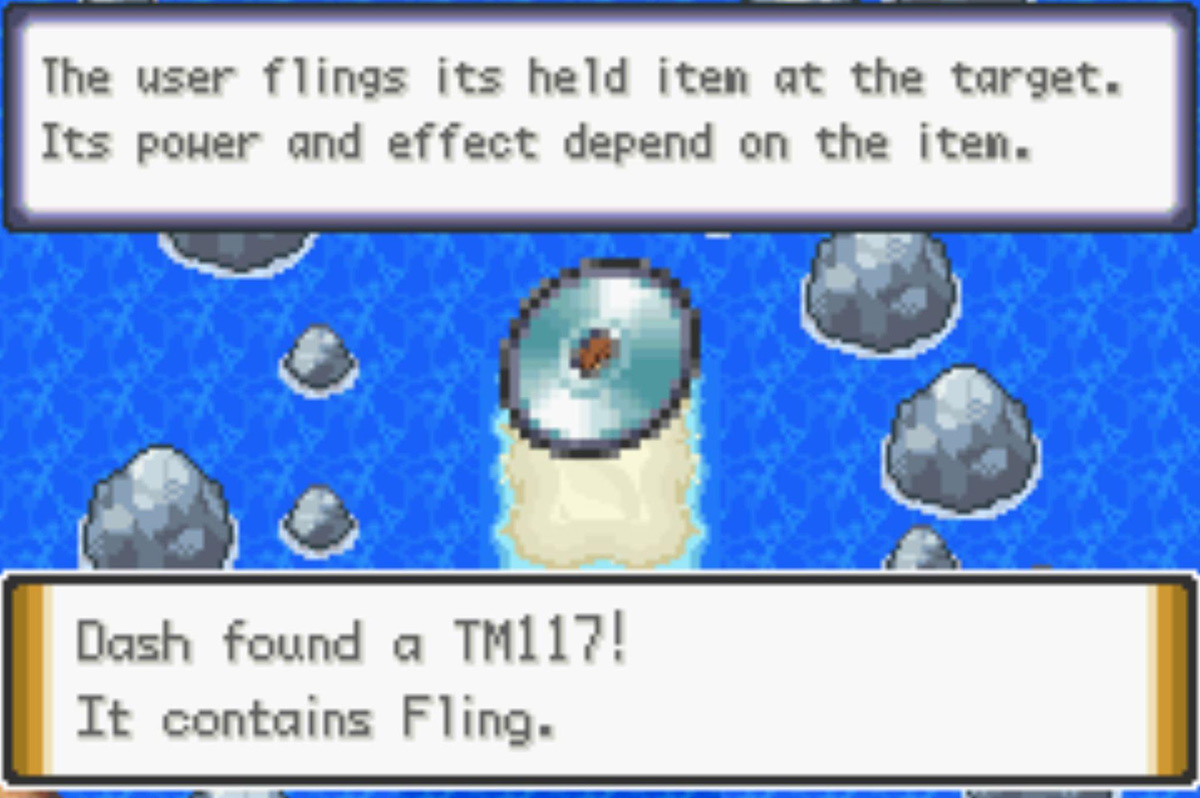 The user flings its held item at the target.
Its power and effect depend on the item.
Dash found a TM117!
It contains Fling.